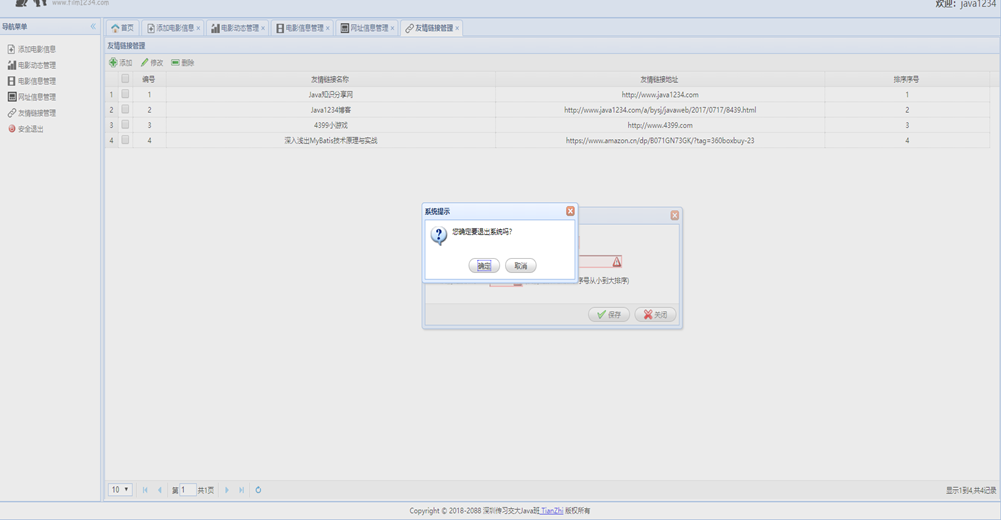 www.Film1234.com
欢迎: java1234
导航菜单
首页 添加电影信息 电影动态管理 电影信息管理 网址信息管理 友情链接管理
添加电影信息
电影动态管理
电影信息管理
网址信息管理
友情链接管理
安全退出
友情链接管理
添加 修改 删除
编号 友情链接名称 友情链接地址 排序序号
1 1 Java知识分享网 http://www.java1234.com 1
2 2 Java1234博客 http://www.java1234.com/a/bysj/javaweb/2017/0717/8439.html 2
3 3 4399小游戏 http://www.4399.com 3
4 4 深入浅出MyBatis技术原理与实战 https://www.amazon.cn/dp/B071GN73GK/?tag=360boxbuy-23 4
系统提示
您确定要退出系统吗?
确定 取消
序号从小到大排序)
保存 关闭
10 第 1 共1页 显示1到4,共4记录
Copyright © 2018-2088 深圳传习交大Java班 TianZhi 版权所有